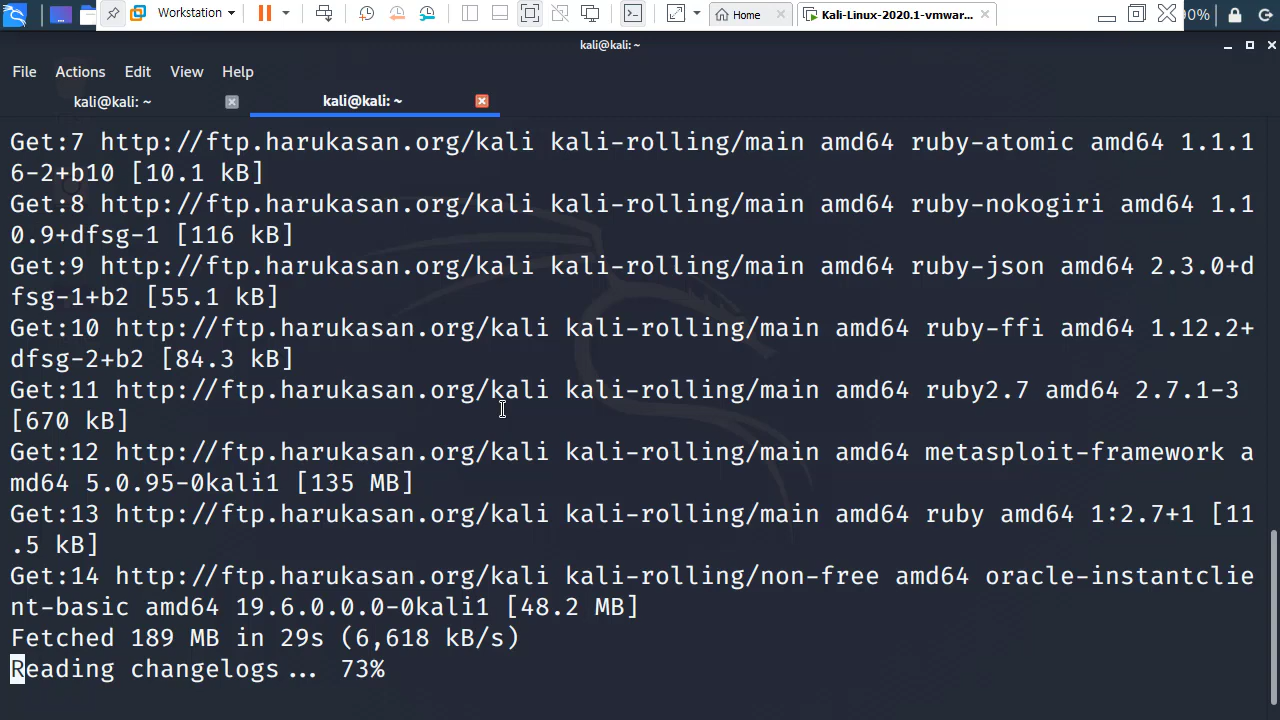 Workstation
Home
Kali-Linux-2020.1-vmwar...
90%
kali@kali: ~
File Actions Edit View Help
kali@kali: ~
kali@kali: ~
Get:7 http://ftp.harukasan.org/kali kali-rolling/main amd64 ruby-atomic amd64 1.1.1
6-2+b10 [10.1 kB]
Get:8 http://ftp.harukasan.org/kali kali-rolling/main amd64 ruby-nokogiri amd64 1.1
0.9+dfsg-1 [116 kB]
Get:9 http://ftp.harukasan.org/kali kali-rolling/main amd64 ruby-json amd64 2.3.0+d
fsg-1+b2 [55.1 kB]
Get:10 http://ftp.harukasan.org/kali kali-rolling/main amd64 ruby-ffi amd64 1.12.2+
dfsg-2+b2 [84.3 kB]
Get:11 http://ftp.harukasan.org/kali kali-rolling/main amd64 ruby2.7 amd64 2.7.1-3
[670 kB]
Get:12 http://ftp.harukasan.org/kali kali-rolling/main amd64 metasploit-framework a
md64 5.0.95-0kali1 [135 MB]
Get:13 http://ftp.harukasan.org/kali kali-rolling/main amd64 ruby amd64 1:2.7+1 [11
.5 kB]
Get:14 http://ftp.harukasan.org/kali kali-rolling/non-free amd64 oracle-instantclie
nt-basic amd64 19.6.0.0.0-0kali1 [48.2 MB]
Fetched 189 MB in 29s (6,618 kB/s)
Reading changelogs... 73%